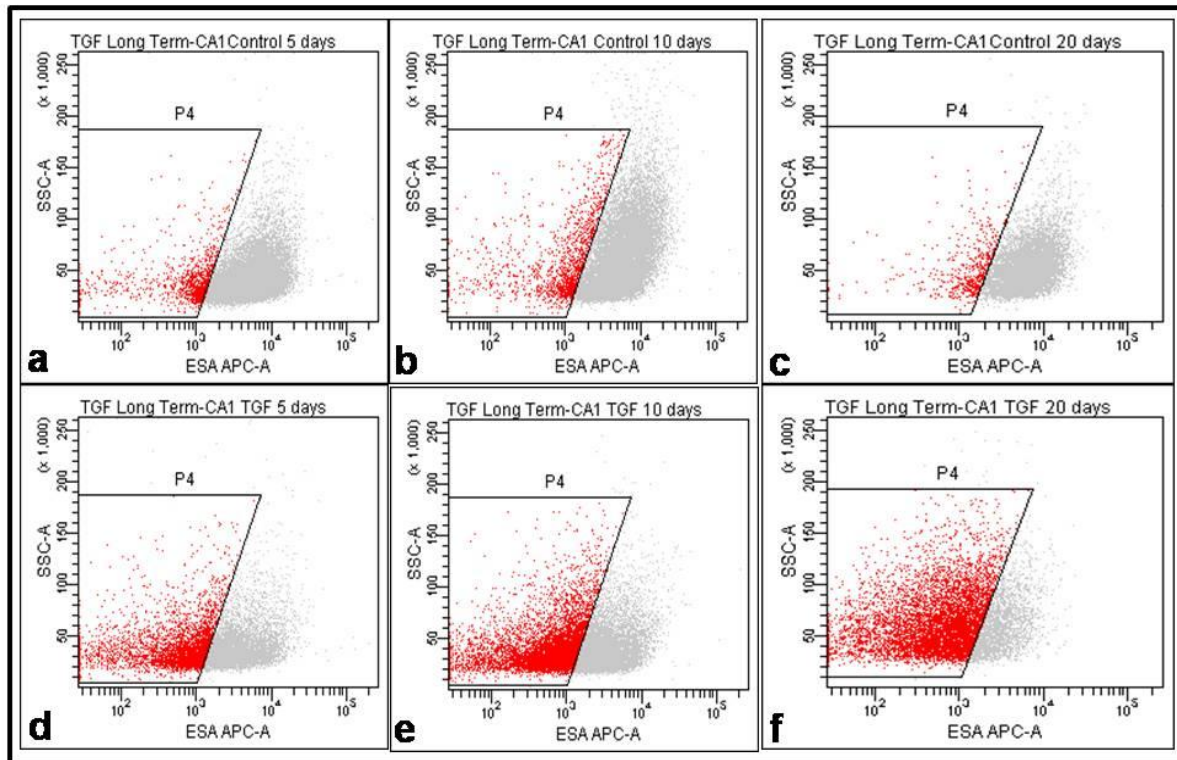 TGF Long Term-CA1Control 5 days
(x 1,000)
250
200
150
100
50
SSC-A
P4
10² 10³ 10⁴ 10⁵
ESA APC-A
a
TGF Long Term-CA1 Control 10 days
(x 1,000)
250
200
150
100
50
SSC-A
P4
10² 10³ 10⁴ 10⁵
ESA APC-A
b
TGF Long Term-CA1Control 20 days
(x 1,000)
250
200
150
100
50
SSC-A
P4
10² 10³ 10⁴ 10⁵
ESA APC-A
c
TGF Long Term-CA1 TGF 5 days
(x 1,000)
250
200
150
100
50
SSC-A
P4
10² 10³ 10⁴ 10⁵
ESA APC-A
d
TGF Long Term-CA1 TGF 10 days
(x 1,000)
250
200
150
100
50
SSC-A
P4
10² 10³ 10⁴ 10⁵
ESA APC-A
e
TGF Long Term-CA1 TGF 20 days
(x 1,000)
250
200
150
100
50
SSC-A
P4
10² 10³ 10⁴ 10⁵
ESA APC-A
f